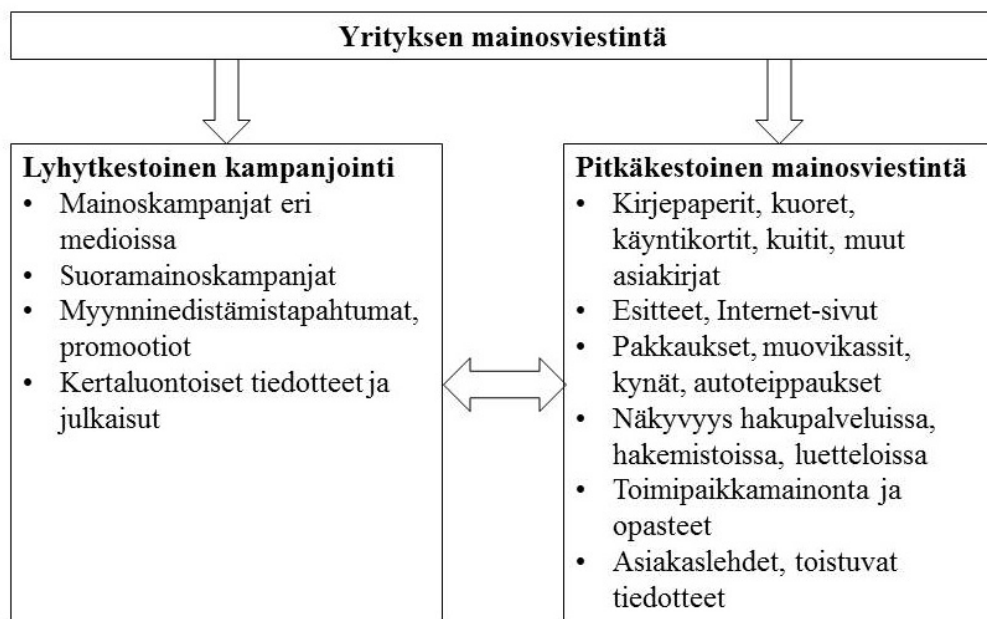 Yrityksen mainosviestintä
Lyhytkestoinen kampanjointi
• Mainoskampanjat eri
medioissa
• Suoramainoskampanjat
• Myynninedistämistapahtumat,
promootiot
• Kertaluontoiset tiedotteet ja
julkaisut
Pitkäkestoinen mainosviestintä
• Kirjepaperit, kuoret,
käyntikortit, kuitit, muut
asiakirjat
• Esitteet, Internet-sivut
• Pakkaukset, muovikassit,
kynät, autoteippaukset
• Näkyvyys hakupalveluissa,
hakemistoissa, luetteloissa
• Toimipaikkamainonta ja
opasteet
• Asiakaslehdet, toistuvat
tiedotteet